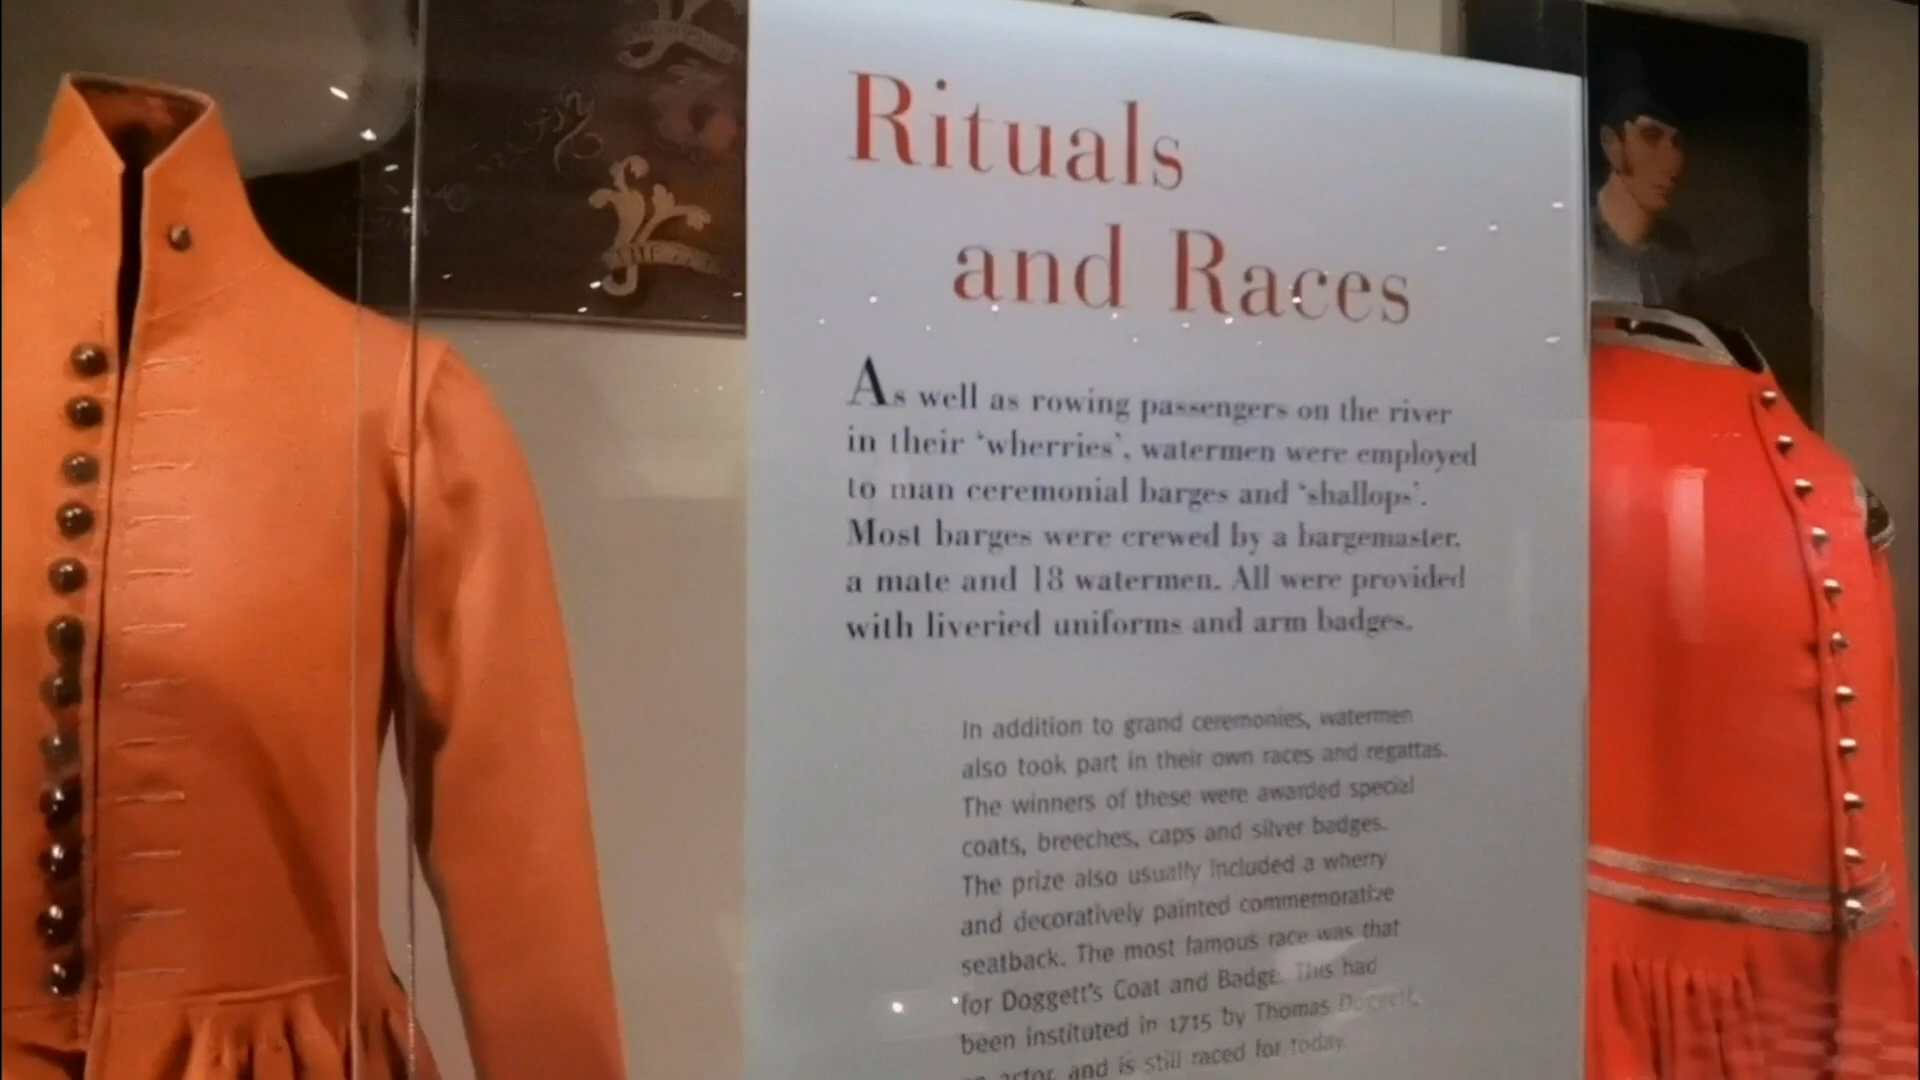 Rituals
and Races
As well as rowing passengers on the river
in their 'wherries', watermen were employed
to man ceremonial barges and 'shallops'.
Most barges were crewed by a bargemaster,
a mate and 18 watermen. All were provided
with liveried uniforms and arm badges.
In addition to grand ceremonies, watermen
also took part in their own races and regattas.
The winners of these were awarded special
coats, breeches, caps and silver badges.
The prize also usually included a wherry
and decoratively painted commemorative
seatback. The most famous race was that
for Doggett's Coat and Badge. This had
been instituted in 1715 by Thomas Doggett,
an actor, and is still raced for today.